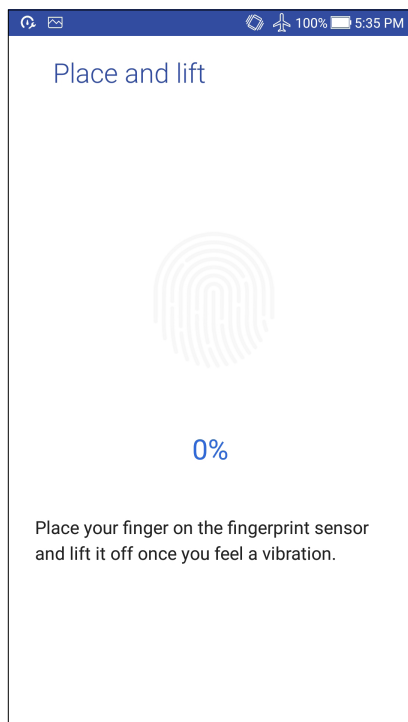 100% 5:35 PM
Place and lift
0%
Place your finger on the fingerprint sensor
and lift it off once you feel a vibration.